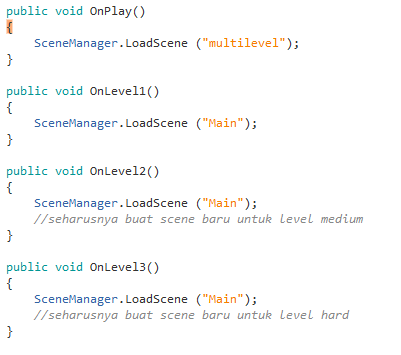 public void OnPlay()
{
    SceneManager.LoadScene ("multilevel");
}

public void OnLevel1()
{
    SceneManager.LoadScene ("Main");
}

public void OnLevel2()
{
    SceneManager.LoadScene ("Main");
    //seharusnya buat scene baru untuk level medium
}

public void OnLevel3()
{
    SceneManager.LoadScene ("Main");
    //seharusnya buat scene baru untuk level hard
}